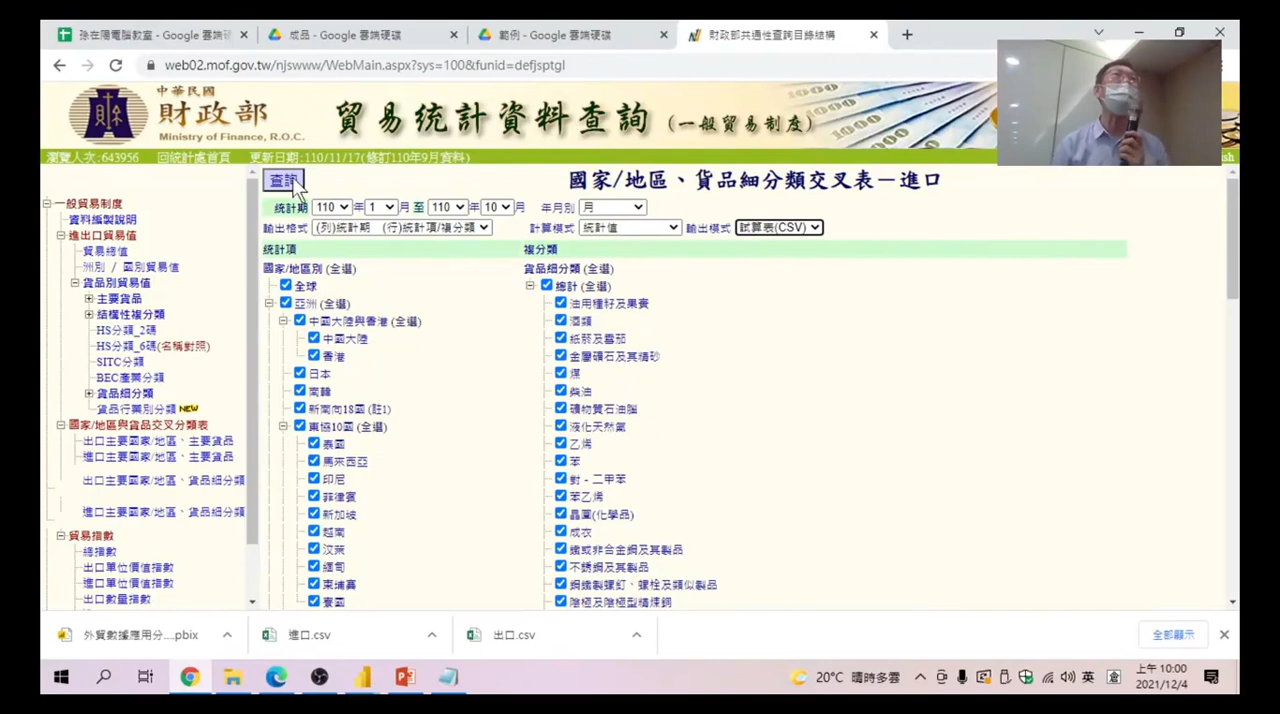 孫在陽電腦教室 - Google 雲端硬
成品 - Google 雲端硬碟
範例 - Google 雲端硬碟
財政部共通性查詢目錄結構
web02.mof.gov.tw/njswww/WebMain.aspx?sys=100&funid=defjsptgl
中華民國
財政部
Ministry of Finance, R.O.C.
貿易統計資料查詢(一般貿易制度)
瀏覽人次:643956 回統計處首頁 更新日期:110/11/17(修訂110年9月資料)
查詢
國家/地區、貨品細分類交叉表－進口
統計期 110 年 1 月 至 110 年 10 月 年月別 月
輸出格式 (列)統計期 (行)統計項/複分類 計算模式 統計值 輸出模式 試算表(CSV)
統計項 複分類
一般貿易制度
資料編製說明
進出口貿易值
貿易總值
洲別 / 國別貿易值
貨品別貿易值
主要貨品
結構性複分類
HS分類_2碼
HS分類_6碼(名稱對照)
SITC分類
BEC產業分類
貨品細分類
貨品行業別分類 NEW
國家/地區與貨品交叉分類表
出口主要國家/地區、主要貨品
進口主要國家/地區、主要貨品
出口主要國家/地區、貨品細分類
進口主要國家/地區、貨品細分類
貿易指數
總指數
出口單位價值指數
進口單位價值指數
出口數量指數
國家/地區別 (全選)
全球
亞洲 (全選)
中國大陸與香港 (全選)
中國大陸
香港
日本
南韓
新南向18國 (註1)
東協10國 (全選)
泰國
馬來西亞
印尼
菲律賓
新加坡
越南
汶萊
緬甸
柬埔寨
寮國
貨品細分類 (全選)
總計 (全選)
油用種籽及果實
酒類
紙菸及雪茄
金屬礦石及其精砂
煤
柴油
礦物質石油腦
液化天然氣
乙烯
苯
對－二甲苯
苯乙烯
晶圓(化學品)
成衣
鐵或非合金鋼及其製品
不銹鋼及其製品
鋼鐵製螺釘、螺栓及類似製品
陰極及陰極型精煉銅
外貿數據應用分....pbix
進口.csv
出口.csv
全部顯示
20°C 晴時多雲
英
倉
上午 10:00
2021/12/4